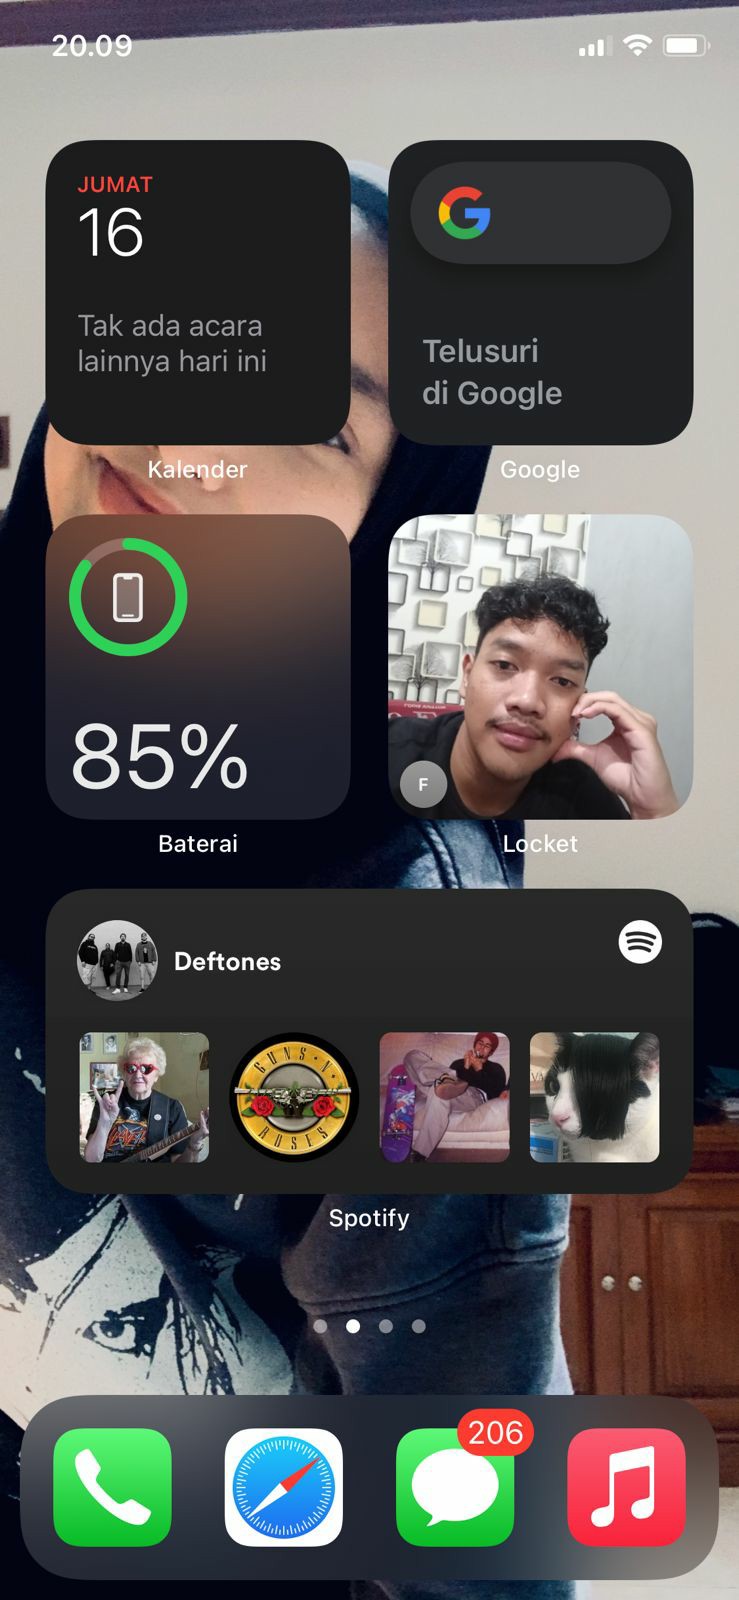 20.09
JUMAT
16
Tak ada acara
lainnya hari ini
Kalender
Telusuri
di Google
Google
85%
Baterai
F
Locket
Deftones
GUNS N'
ROSES
SLAYER
Spotify
206